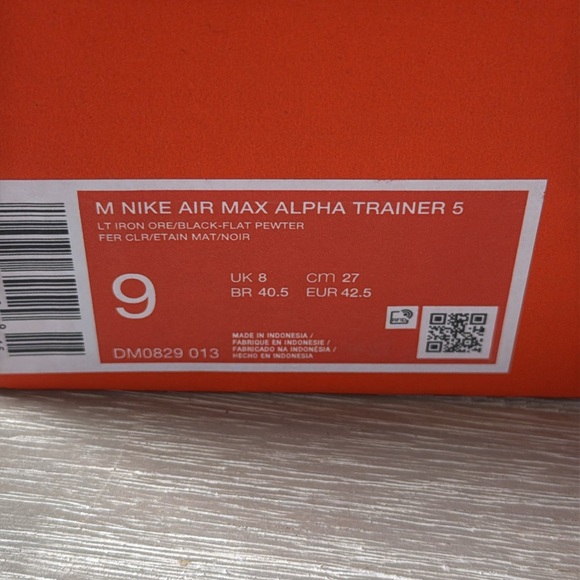 M NIKE AIR MAX ALPHA TRAINER 5
LT IRON ORE/BLACK-FLAT PEWTER
FER CLR/ETAIN MAT/NOIR
9
UK 8 cm 27
BR 40.5 EUR 42.5
MADE IN INDONESIA /
FABRIQUE EN INDONESIE /
FABRICADO NA INDONÉSIA /
HECHO EN INDONESIA
DM0829 013